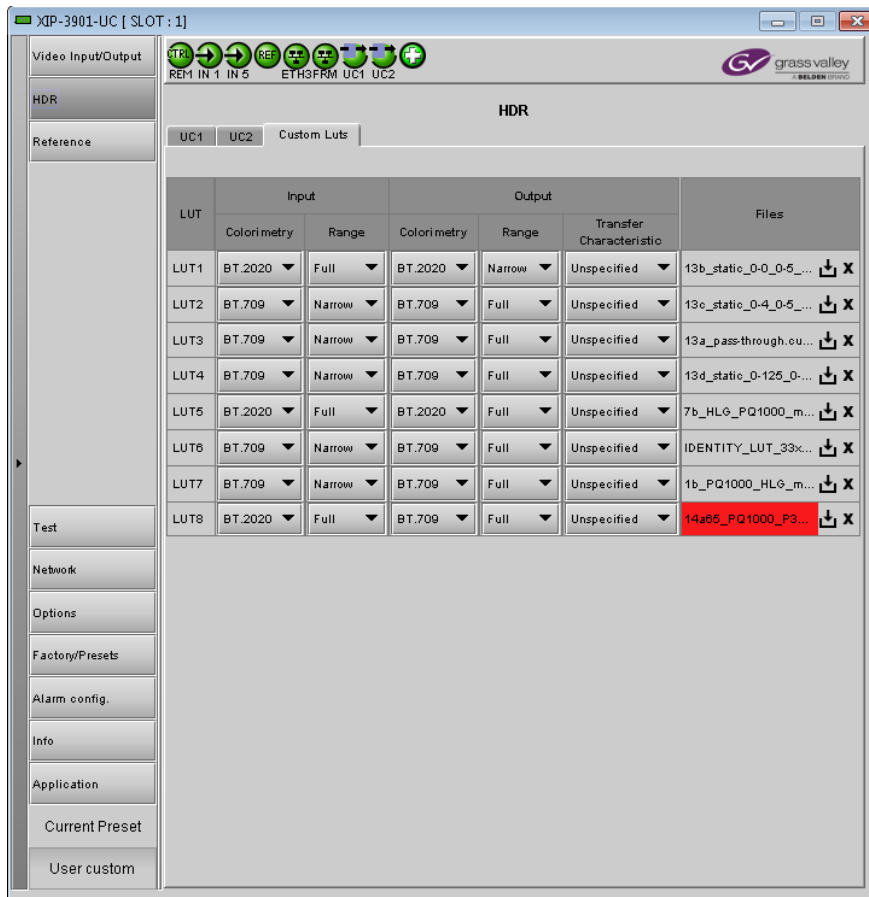 XIP-3901-UC [ SLOT : 1]
Video Input/Output
HDR
Reference
Test
Network
Options
Factory/Presets
Alarm config.
Info
Application
Current Preset
User custom
CTRL REF
REM IN 1 IN 5 ETH3FRM UC1 UC2
GV grass valley
A BELDEN BRAND
HDR
UC1 UC2 Custom Luts
LUT Input Output Files
Colorimetry Range Colorimetry Range Transfer Characteristic
LUT1 BT.2020 Full BT.2020 Narrow Unspecified 13b_static_0-0_0-5_... X
LUT2 BT.709 Narrow BT.709 Full Unspecified 13c_static_0-4_0-5_... X
LUT3 BT.709 Narrow BT.709 Full Unspecified 13a_pass-through.cu... X
LUT4 BT.709 Narrow BT.709 Full Unspecified 13d_static_0-125_0-... X
LUT5 BT.2020 Full BT.2020 Full Unspecified 7b_HLG_PQ1000_m... X
LUT6 BT.709 Narrow BT.709 Full Unspecified IDENTITY_LUT_33x... X
LUT7 BT.709 Narrow BT.709 Full Unspecified 1b_PQ1000_HLG_m... X
LUT8 BT.2020 Full BT.709 Full Unspecified 14a65_PQ1000_P3... X